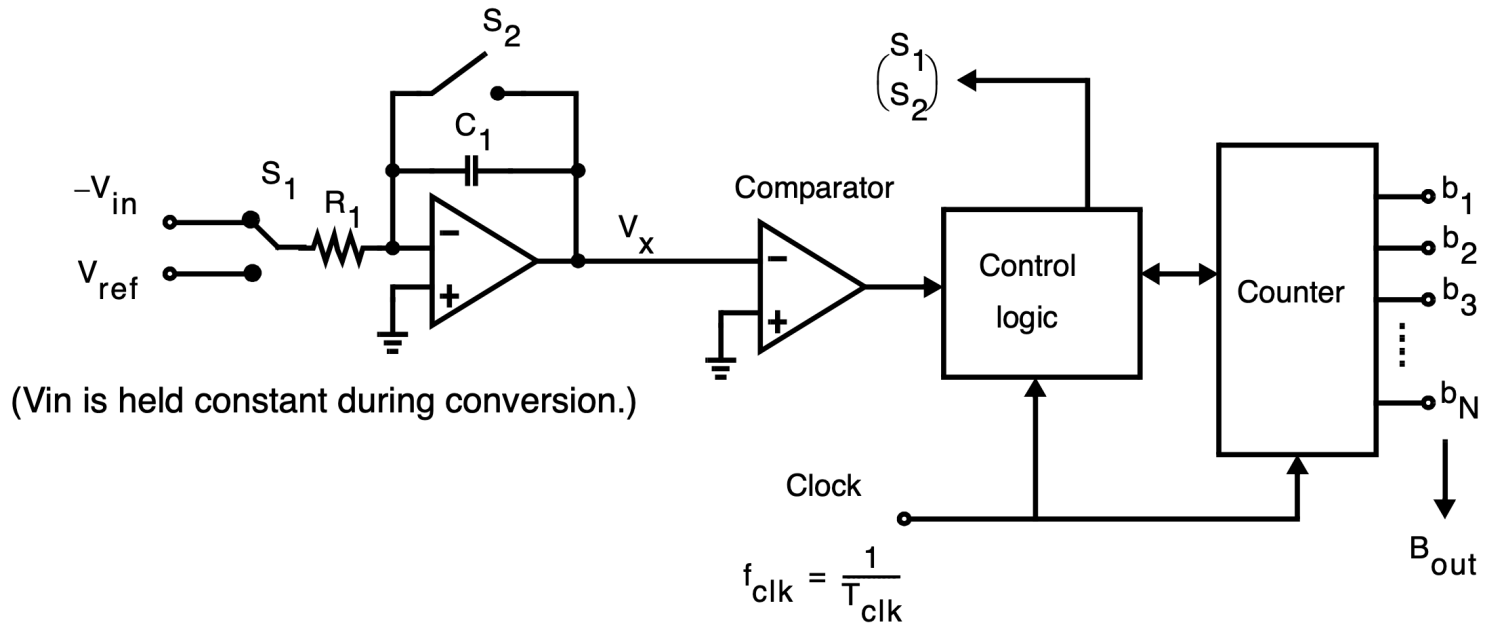 S2
C1
S1
R1
–Vin
Vref
−
+
Vx
Comparator
−
+
(S1
S2)
Control
logic
Counter
b1
b2
b3
bN
Bout
(Vin is held constant during conversion.)
Clock
fclk = 1/Tclk